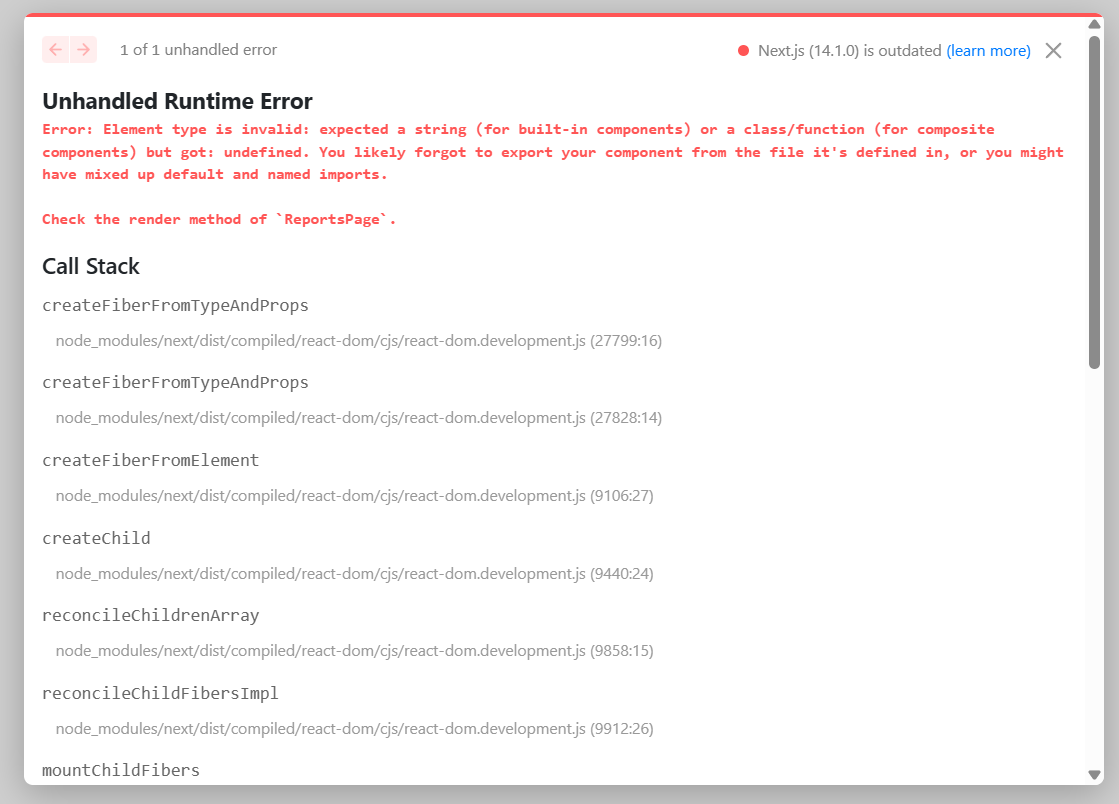 1 of 1 unhandled error
Next.js (14.1.0) is outdated (learn more)
Unhandled Runtime Error
Error: Element type is invalid: expected a string (for built-in components) or a class/function (for composite
components) but got: undefined. You likely forgot to export your component from the file it's defined in, or you might
have mixed up default and named imports.
Check the render method of `ReportsPage`.
Call Stack
createFiberFromTypeAndProps
node_modules/next/dist/compiled/react-dom/cjs/react-dom.development.js (27799:16)
createFiberFromTypeAndProps
node_modules/next/dist/compiled/react-dom/cjs/react-dom.development.js (27828:14)
createFiberFromElement
node_modules/next/dist/compiled/react-dom/cjs/react-dom.development.js (9106:27)
createChild
node_modules/next/dist/compiled/react-dom/cjs/react-dom.development.js (9440:24)
reconcileChildrenArray
node_modules/next/dist/compiled/react-dom/cjs/react-dom.development.js (9858:15)
reconcileChildFibersImpl
node_modules/next/dist/compiled/react-dom/cjs/react-dom.development.js (9912:26)
mountChildFibers